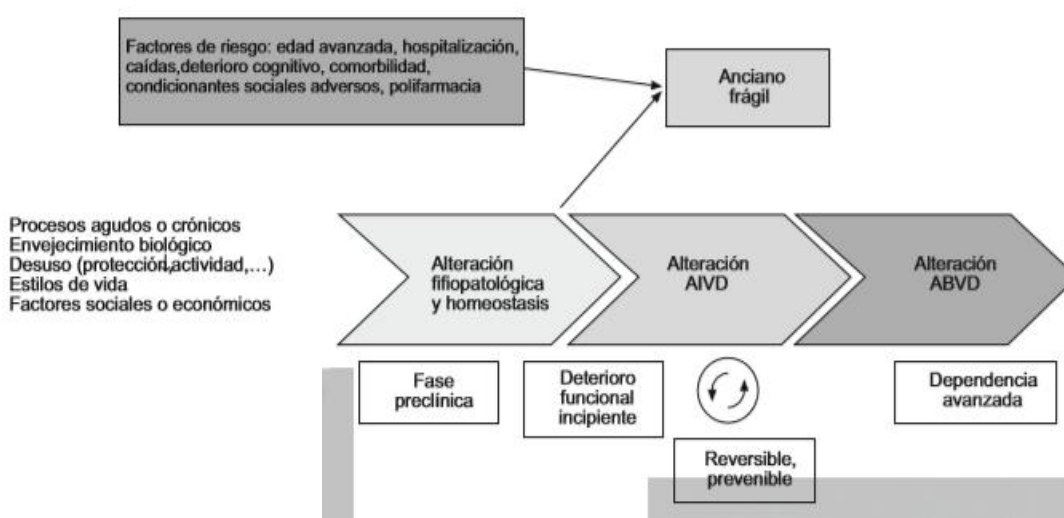 Factores de riesgo: edad avanzada, hospitalización,
caídas,deterioro cognitivo, comorbilidad,
condicionantes sociales adversos, polifarmacia
Anciano
frágil
Procesos agudos o crónicos
Envejecimiento biológico
Desuso (protección,actividad,...)
Estilos de vida
Factores sociales o económicos
Alteración
fifiopatológica
y homeostasis
Alteración
AIVD
Alteración
ABVD
Fase
preclínica
Deterioro
funcional
incipiente
Reversible,
prevenible
Dependencia
avanzada